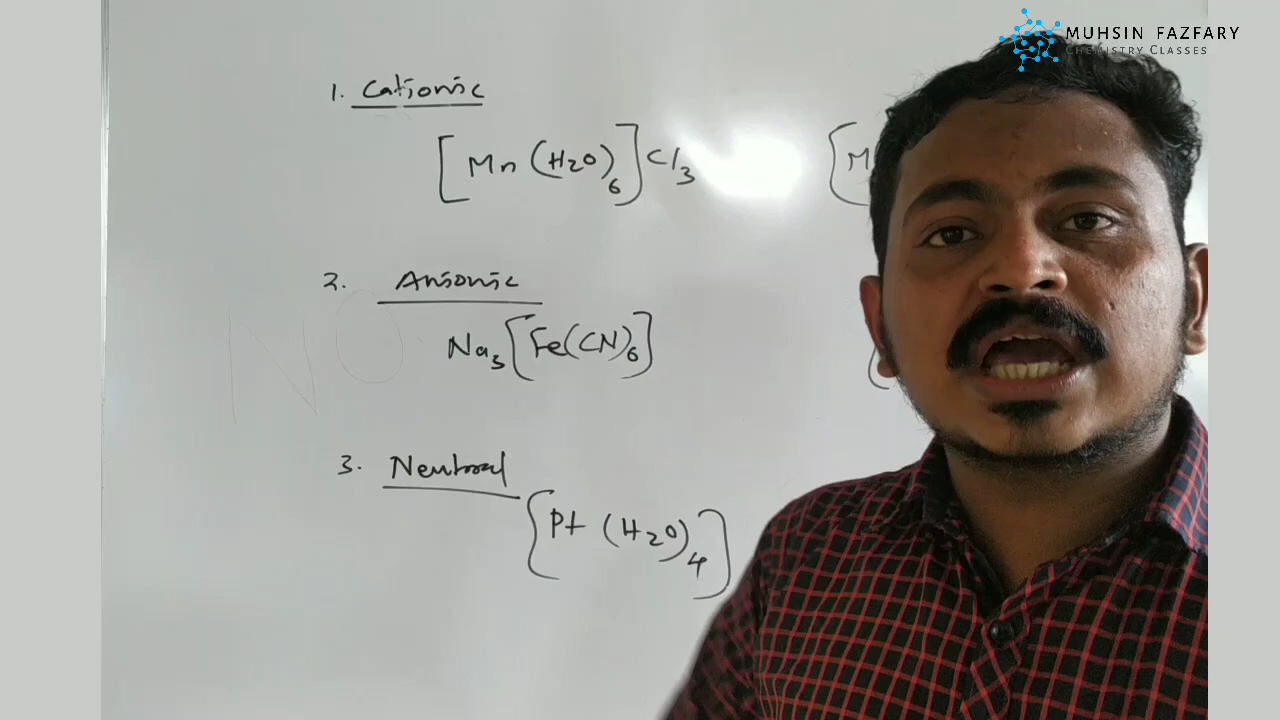 MUHSIN FAZFARY
CHEMISTRY CLASSES
1. Cationic
[Mn(H2O)6]Cl3
[M
2. Anionic
Na3[Fe(CN)6]
NO
3. Neutral
[Pt(H2O)4]